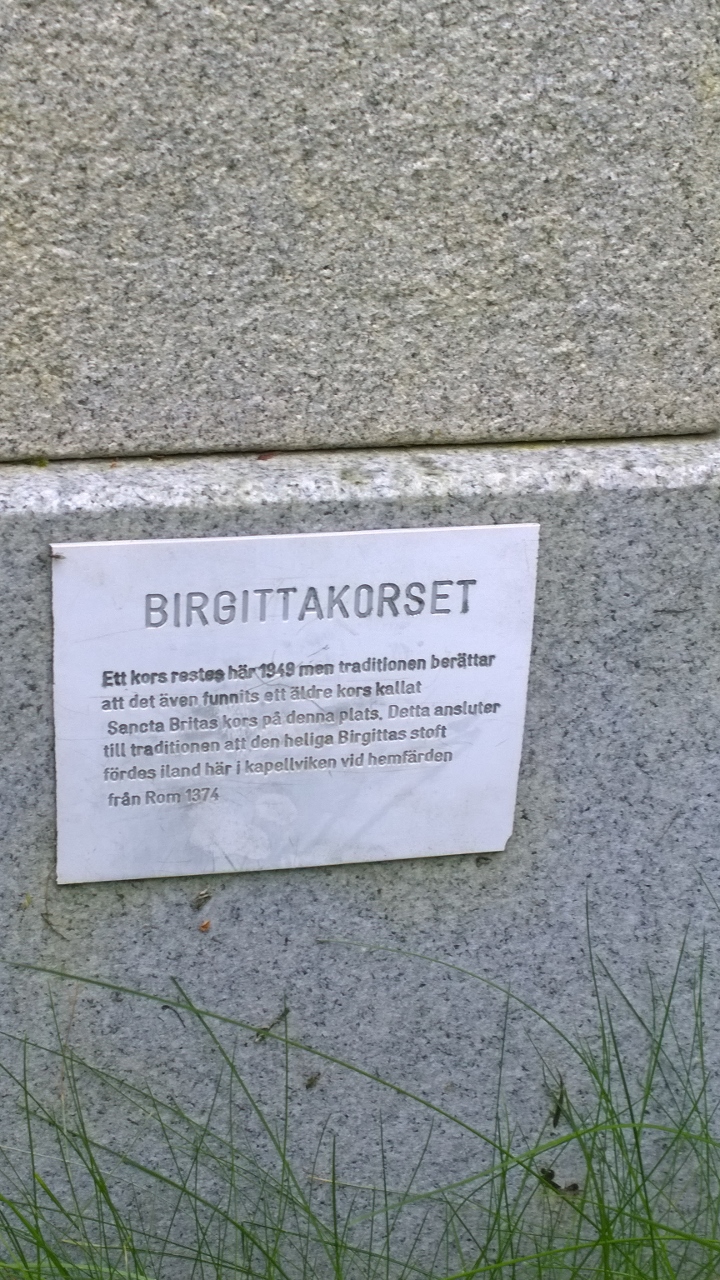 BIRGITTAKORSET
Ett kors restes här 1949 men traditionen berättar
att det även funnits ett äldre kors kallat
Sancta Britas kors på denna plats. Detta ansluter
till traditionen att den heliga Birgittas stoft
fördes iland här i kapellviken vid hemfärden
från Rom 1374